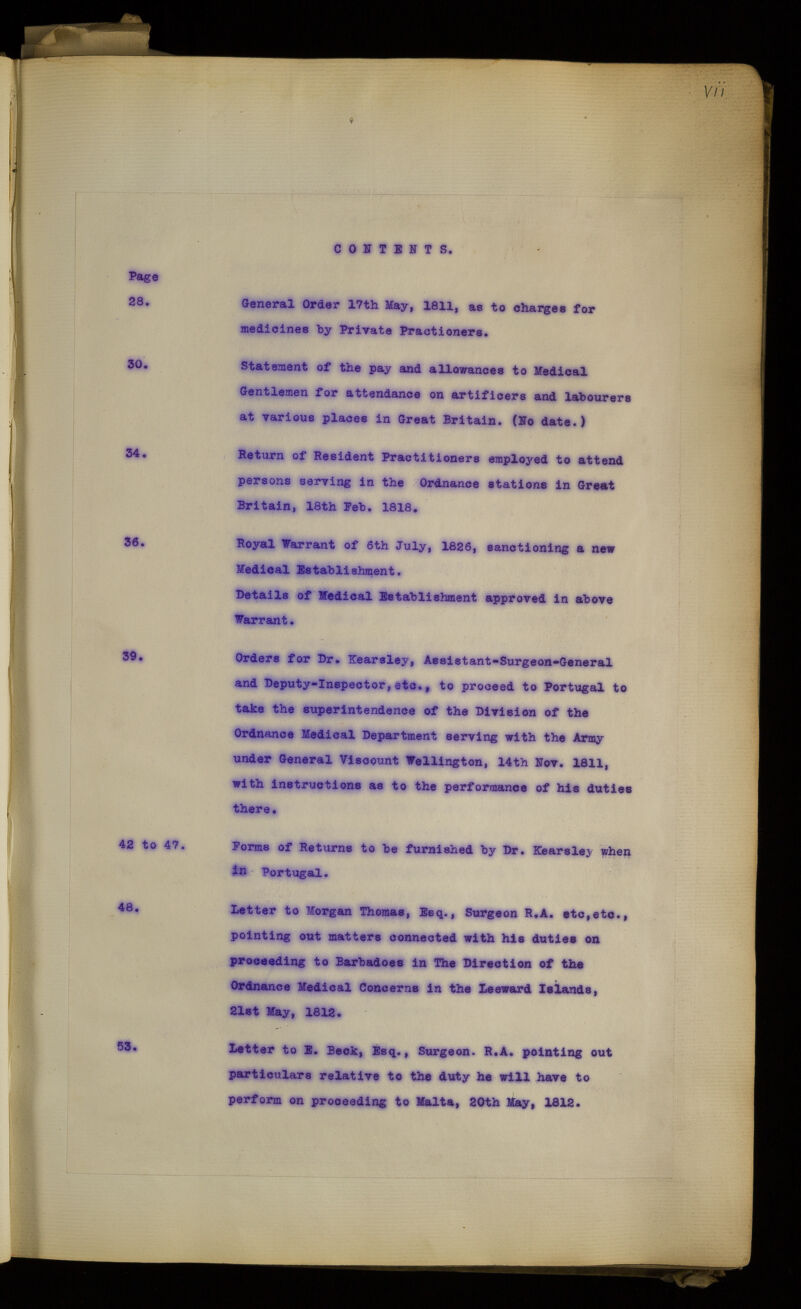 vii
CONTENTS.
Page
28. General Order 17th May, 1811, as to charges for
medicines by Private Practioners.
30. Statement of the pay and allowances to Medical
Gentlemen for attendance on artificers and labourers
at various places in Great Britain. (No date.)
34. Return of Resident Practitioners employed to attend
persons serving in the Ordnance stations in Great
Britain, 18th Feb. 1818.
36. Royal Warrant of 6th July, 1826, sanctioning a new
Medical Establishment.
Details of Medical Establishment approved in above
Warrant.
39. Orders for Dr. Kearsley, Assistant-Surgeon-General
and Deputy-Inspector,etc., to proceed to Portugal to
take the superintendence of the Division of the
Ordnance Medical Department serving with the Army
under General Viscount Wellington, 14th Nov. 1811,
with instructions as to the performance of his duties
there.
42 to 47. Forms of Returns to be furnished by Dr. Kearsley when
in Portugal.
48. Letter to Morgan Thomas, Esq., Surgeon R.A. etc,etc.,
pointing out matters connected with his duties on
proceeding to Barbadoes in The Direction of the
Ordnance Medical Concerns in the Leeward Islands,
21st May, 1812.
53. Letter to E. Beck, Esq., Surgeon. R.A. pointing out
particulars relative to the duty he will have to
perform on proceeding to Malta, 20th May, 1812.